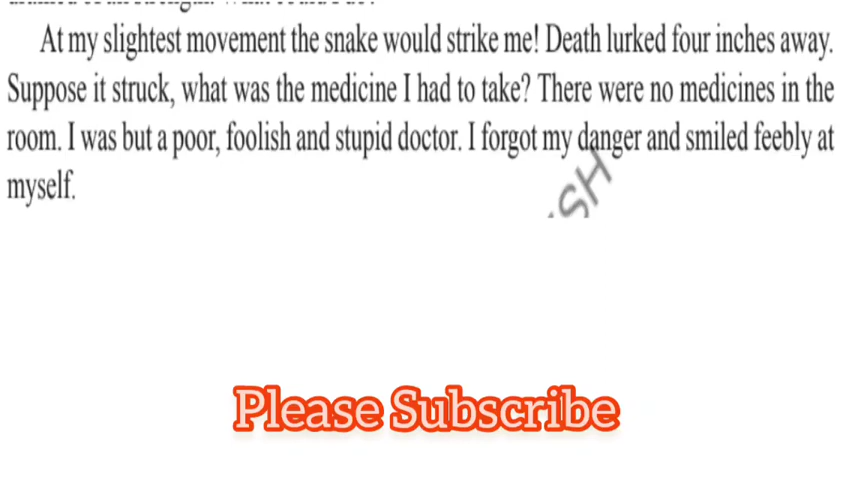 At my slightest movement the snake would strike me! Death lurked four inches away.
Suppose it struck, what was the medicine I had to take? There were no medicines in the
room. I was but a poor, foolish and stupid doctor. I forgot my danger and smiled feebly at
myself.
SH
Please Subscribe